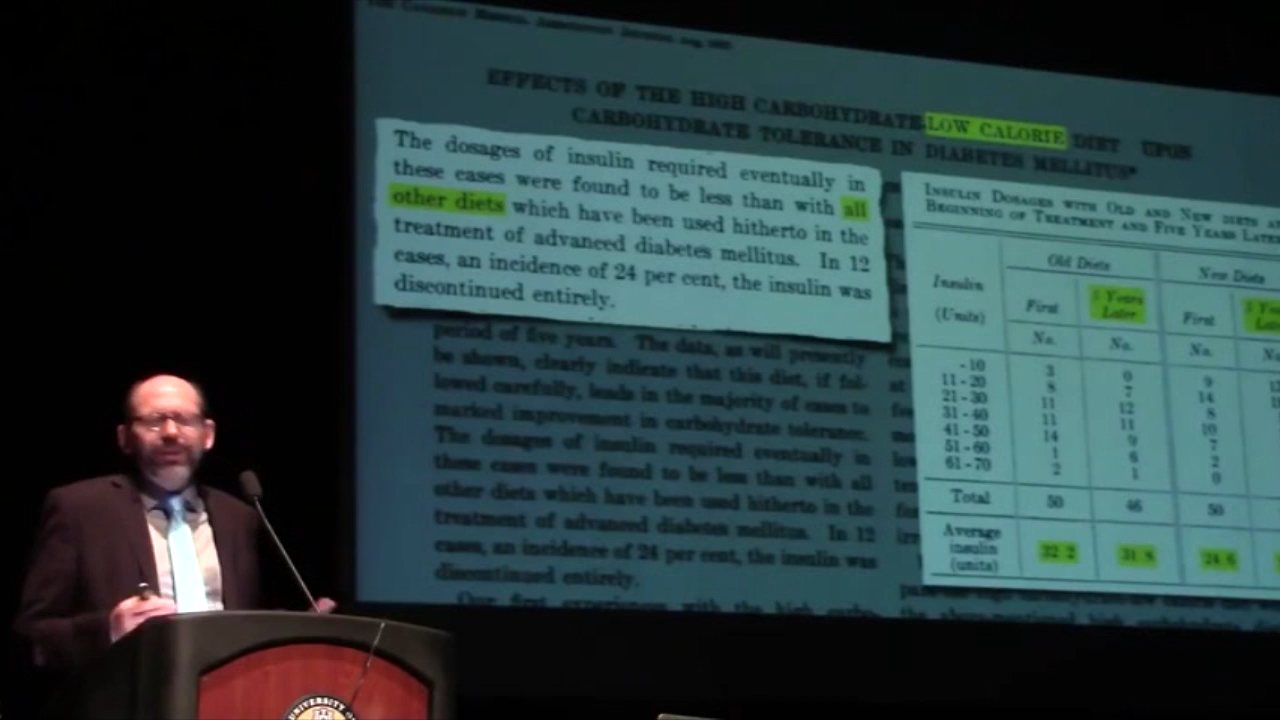 EFFECTS OF THE HIGH CARBOHYDRATE-LOW CALORIE DIET UPON
CARBOHYDRATE TOLERANCE IN DIABETES MELLITUS*
The dosages of insulin required eventually in
these cases were found to be less than with all
other diets which have been used hitherto in the
treatment of advanced diabetes mellitus. In 12
cases, an incidence of 24 per cent, the insulin was
discontinued entirely.
period of five years. The data, as will presently
be shown, clearly indicate that this diet, if fol-
lowed carefully, leads in the majority of cases to
marked improvement in carbohydrate tolerance.
The dosages of insulin required eventually in
these cases were found to be less than with all
other diets which have been used hitherto in the
treatment of advanced diabetes mellitus. In 12
cases, an incidence of 24 per cent, the insulin was
discontinued entirely.
Our first experience with the high
INSULIN DOSAGES WITH OLD AND NEW DIETS
BEGINNING OF TREATMENT AND FIVE YEARS LATER
Insulin (Units) Old Diets New Diets
First 5 Years Later First
No. No. No.
-10 3 0 9
11-20 8 7 14
21-30 11 12 8
31-40 11 11 10
41-50 14 9 7
51-60 1 6 2
61-70 2 1 0
Total 50 46 50
Average insulin (units) 32.2 31.8 24.6
UNIVERSITY